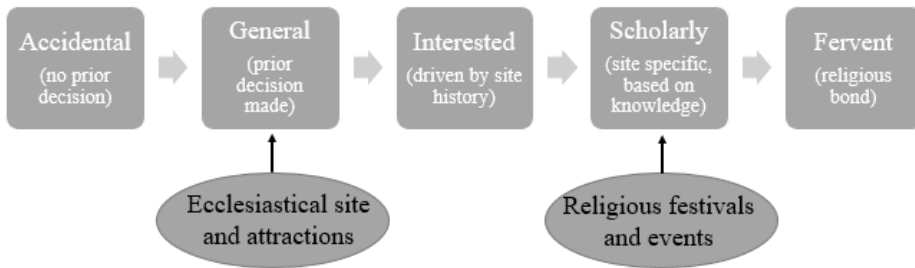 Accidental
(no prior
decision)
General
(prior
decision
made)
Interested
(driven by site
history)
Scholarly
(site specific,
based on
knowledge)
Fervent
(religious
bond)
Ecclesiastical site
and attractions
Religious festivals
and events